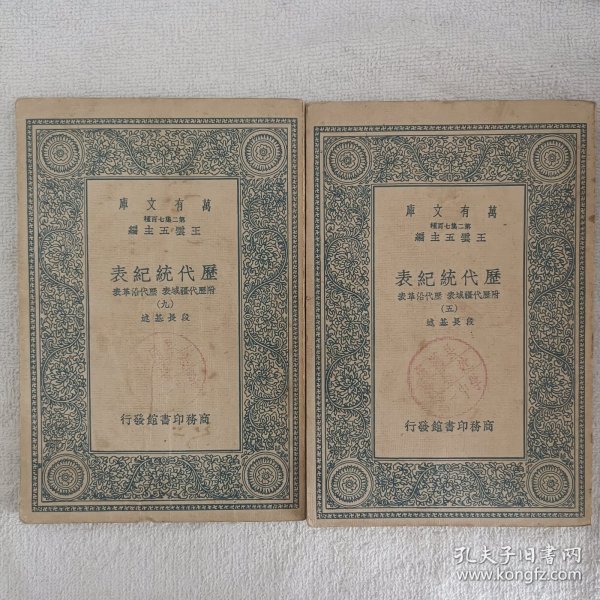 萬有文庫
第二集七百種
王雲五主編
歷代統紀表
附歷代疆域表 歷代沿革表
(九)
段長基述
商務印書館發行
萬有文庫
第二集七百種
王雲五主編
歷代統紀表
附歷代疆域表 歷代沿革表
(五)
段長基述
商務印書館發行
孔夫子旧书网
www.kongfz.com